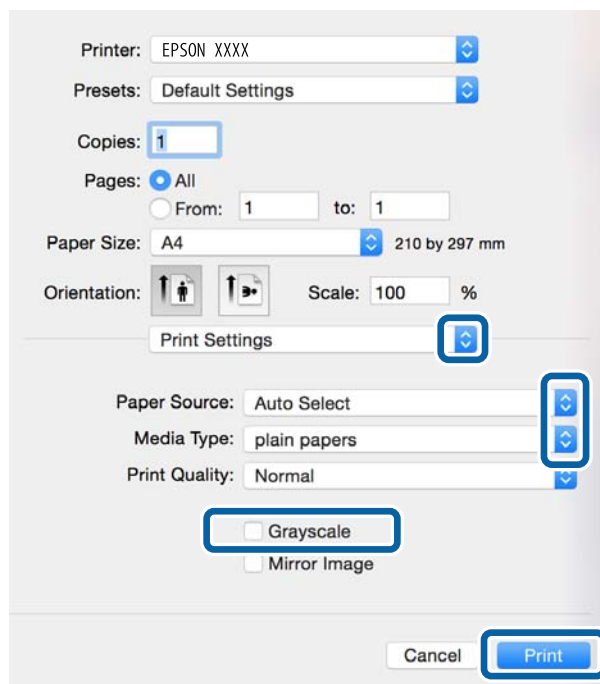 Printer: EPSON XXXX
Presets: Default Settings
Copies: 1
Pages: All
From: 1 to: 1
Paper Size: A4 210 by 297 mm
Orientation: Scale: 100 %
Print Settings
Paper Source: Auto Select
Media Type: plain papers
Print Quality: Normal
Grayscale
Mirror Image
Cancel Print